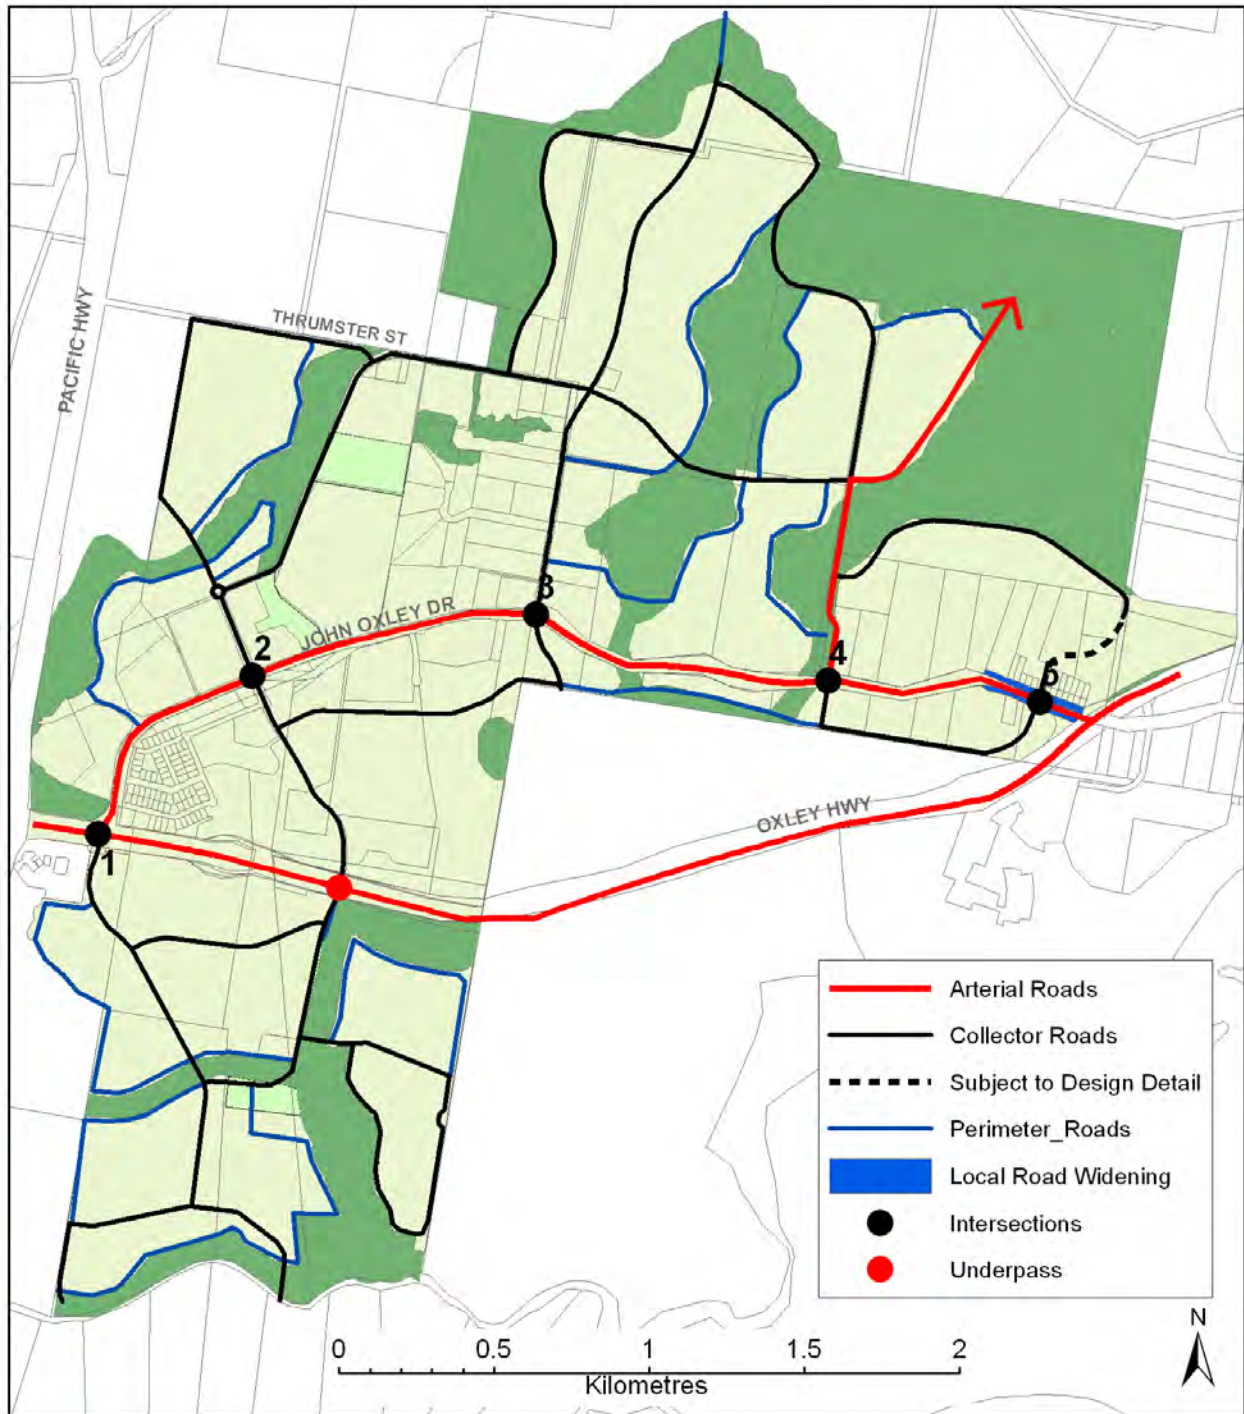 PACIFIC HWY
THRUMSTER ST
JOHN OXLEY DR
3
2
4
5
1
OXLEY HWY
Arterial Roads
Collector Roads
Subject to Design Detail
Perimeter_Roads
Local Road Widening
Intersections
Underpass
N
0 0.5 1 1.5 2
Kilometres